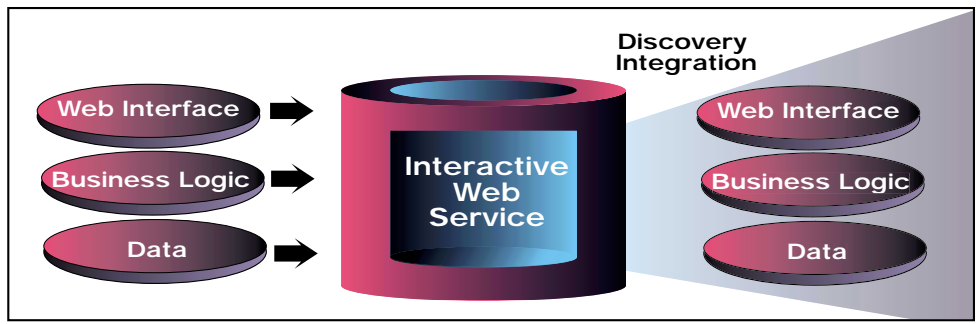 Discovery
Integration
Web Interface
Business Logic
Data
Interactive
Web
Service
Web Interface
Business Logic
Data